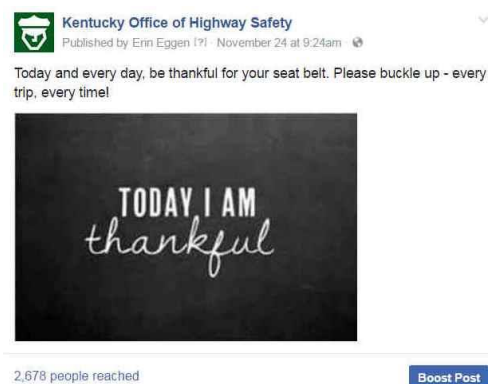 Kentucky Office of Highway Safety
Published by Erin Eggen [?] · November 24 at 9:24am ·
Today and every day, be thankful for your seat belt. Please buckle up - every
trip, every time!
TODAY I AM
thankful
2,678 people reached
Boost Post